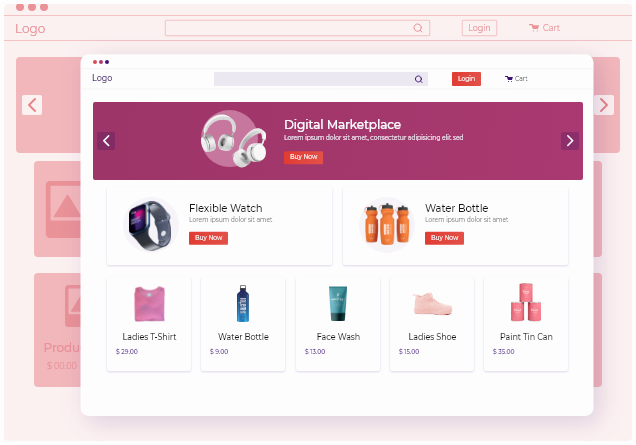 Logo
Login
Cart
Logo
Login
Cart
Digital Marketplace
Lorem ipsum dolor sit amet, consectetur adipisicing elit sed
Buy Now
Flexible Watch
Lorem ipsum dolor sit amet
Buy Now
Water Bottle
Lorem ipsum dolor sit amet
Buy Now
Ladies T-Shirt
$ 29.00
Water Bottle
$ 9.00
Face Wash
$ 13.00
Ladies Shoe
$ 15.00
Paint Tin Can
$ 35.00
Produ
$ 00.00